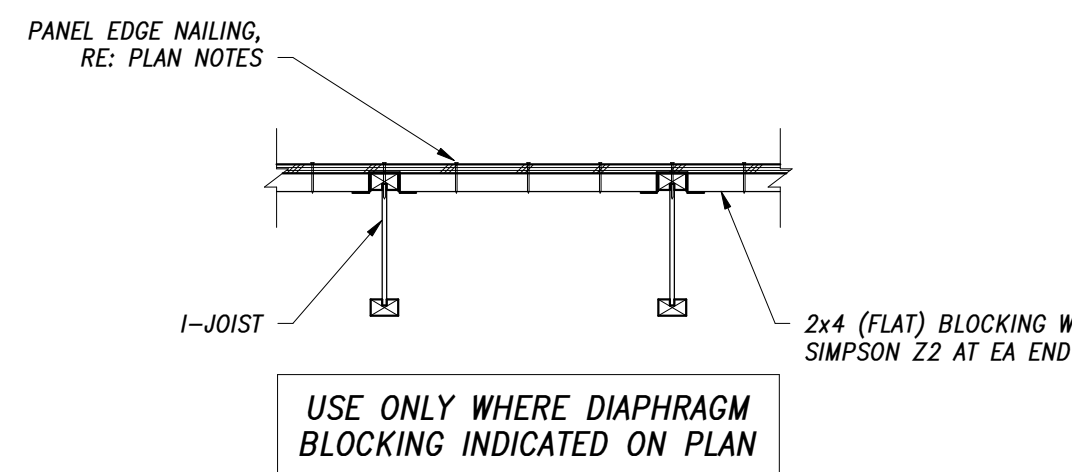 PANEL EDGE NAILING,
RE: PLAN NOTES
I-JOIST
2x4 (FLAT) BLOCKING W
SIMPSON Z2 AT EA END
USE ONLY WHERE DIAPHRAGM
BLOCKING INDICATED ON PLAN